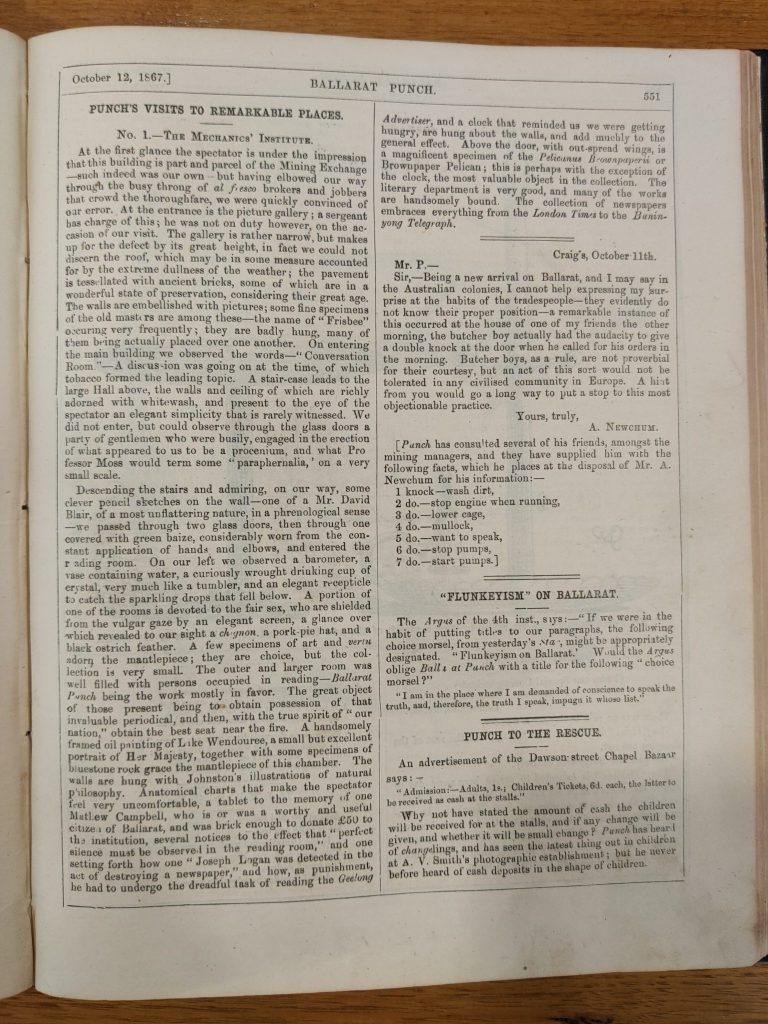 October 12, 1867.]
BALLARAT PUNCH.
551
PUNCH'S VISITS TO REMARKABLE PLACES.
No. 1.—The Mechanics' Institute.
At the first glance the spectator is under the impression
that this building is part and parcel of the Mining Exchange
—such indeed was our own—but having elbowed our way
through the busy throng of al f esco brokers and jobbers
that crowd the thoroughfare, we were quickly convinced of
our error. At the entrance is the picture gallery; a sergeant
has charge of this; he was not on duty however, on the ac-
casion of our visit. The gallery is rather narrow, but makes
up for the defect by its great height, in fact we could not
discern the roof, which may be in some measure accounted
for by the extreme dullness of the weather; the pavement
is tessellated with ancient bricks, some of which are in a
wonderful state of preservation, considering their great age.
The walls are embellished with pictures; some fine specimens
of the old masters are among these—the name of "Frisbee"
occuring very frequently; they are badly hung, many of
them being actually placed over one another. On entering
the main building we observed the words—"Conversation
Room."—A discussion was going on at the time, of which
tobacco formed the leading topic. A stair-case leads to the
large Hall above, the walls and ceiling of which are richly
adorned with whitewash, and present to the eye of the
spectator an elegant simplicity that is rarely witnessed. We
did not enter, but could observe through the glass doors a
party of gentlemen who were busily, engaged in the erection
of what appeared to us to be a procenium, and what Pro
fessor Moss would term some "paraphernalia,' on a very
small scale.
Descending the stairs and admiring, on our way, some
clever pencil sketches on the wall—one of a Mr. David
Blair, of a most unflattering nature, in a phrenological sense
—we passed through two glass doors, then through one
covered with green baize, considerably worn from the con-
stant application of hands and elbows, and entered the
r ading room. On our left we observed a barometer, a
vase containing water, a curiously wrought drinking cup of
crystal, very much like a tumbler, and an elegant recepticle
to catch the sparkling drops that fell below. A portion of
one of the rooms is devoted to the fair sex, who are shielded
from the vulgar gaze by an elegant screen, a glance over
which revealed to our sight a chignon, a pork-pie hat, and a
black ostrich feather. A few specimens of art and vertu
adorn the mantlepiece; they are choice, but the col-
lection is very small. The outer and larger room was
well filled with persons occupied in reading—Ballarat
Punch being the work mostly in favor. The great object
of those present being to obtain possession of that
invaluable periodical, and then, with the true spirit of "our
nation," obtain the best seat near the fire. A handsomely
framed oil painting of Lake Wendouree, a small but excellent
portrait of Her Majesty, together with some specimens of
bluestone rock grace the mantlepiece of this chamber. The
walls are hung with Johnston's illustrations of natural
philosophy. Anatomical charts that make the spectator
feel very uncomfortable, a tablet to the memory of one
Mutlew Campbell, who is or was a worthy and useful
citizen of Ballarat, and was brick enough to donate £50 to
the institution, several notices to the effect that "perfect
silence must be observed in the reading room," and one
setting forth how one "Joseph Logan was detected in the
act of destroying a newspaper," and how, as punishment,
he had to undergo the dreadful task of reading the Geelong
Advertiser, and a clock that reminded us we were getting
hungry, are hung about the walls, and add muchly to the
general effect. Above the door, with out-spread wings, is
a magnificent specimen of the Pelicanus Brownpaperii or
Brownpaper Pelican; this is perhaps with the exception of
the clock, the most valuable object in the collection. The
literary department is very good, and many of the works
are handsomely bound. The collection of newspapers
embraces everything from the London Times to the Bunin-
yong Telegraph.
Craig's, October 11th.
Mr. P.—
Sir,—Being a new arrival on Ballarat, and I may say in
the Australian colonies, I cannot help expressing my sur-
prise at the habits of the tradespeople—they evidently do
not know their proper position—a remarkable instance of
this occurred at the house of one of my friends the other
morning, the butcher boy actually had the audacity to give
a double knock at the door when he called for his orders in
the morning. Butcher boys, as a rule, are not proverbial
for their courtesy, but an act of this sort would not be
tolerated in any civilised community in Europe. A hint
from you would go a long way to put a stop to this most
objectionable practice.
Yours, truly,
A. Newchum.
[Punch has consulted several of his friends, amongst the
mining managers, and they have supplied him with the
following facts, which he places at the disposal of Mr. A.
Newchum for his information:—
1 knock—wash dirt,
2 do.—stop engine when running,
3 do.—lower cage,
4 do.—mullock,
5 do.—want to speak,
6 do.—stop pumps,
7 do.—start pumps.]
"FLUNKEYISM" ON BALLARAT.
The Argus of the 4th inst., says:—"If we were in the
habit of putting titles to our paragraphs, the following
choice morsel, from yesterday's Star, might be appropriately
designated. "Flunkeyism on Ballarat.' Would the Argus
oblige Ball t at Punch with a title for the following "choice
morsel?"
"I am in the place where I am demanded of conscience to speak the
truth, and, therefore, the truth I speak, impugn it whoso list."
PUNCH TO THE RESCUE.
An advertisement of the Dawson-street Chapel Bazaar
says:—
"Admission:—Adults, 1s.; Children's Tickets, 6d. each, the latter to
be received as cash at the stalls."
Why not have stated the amount of cash the children
will be received for at the stalls, and if any change will be
given, and whether it will be small change? Punch has heard
of changelings, and has seen the latest thing out in children
at A. V. Smith's photographic establishment; but he never
before heard of cash deposits in the shape of children.